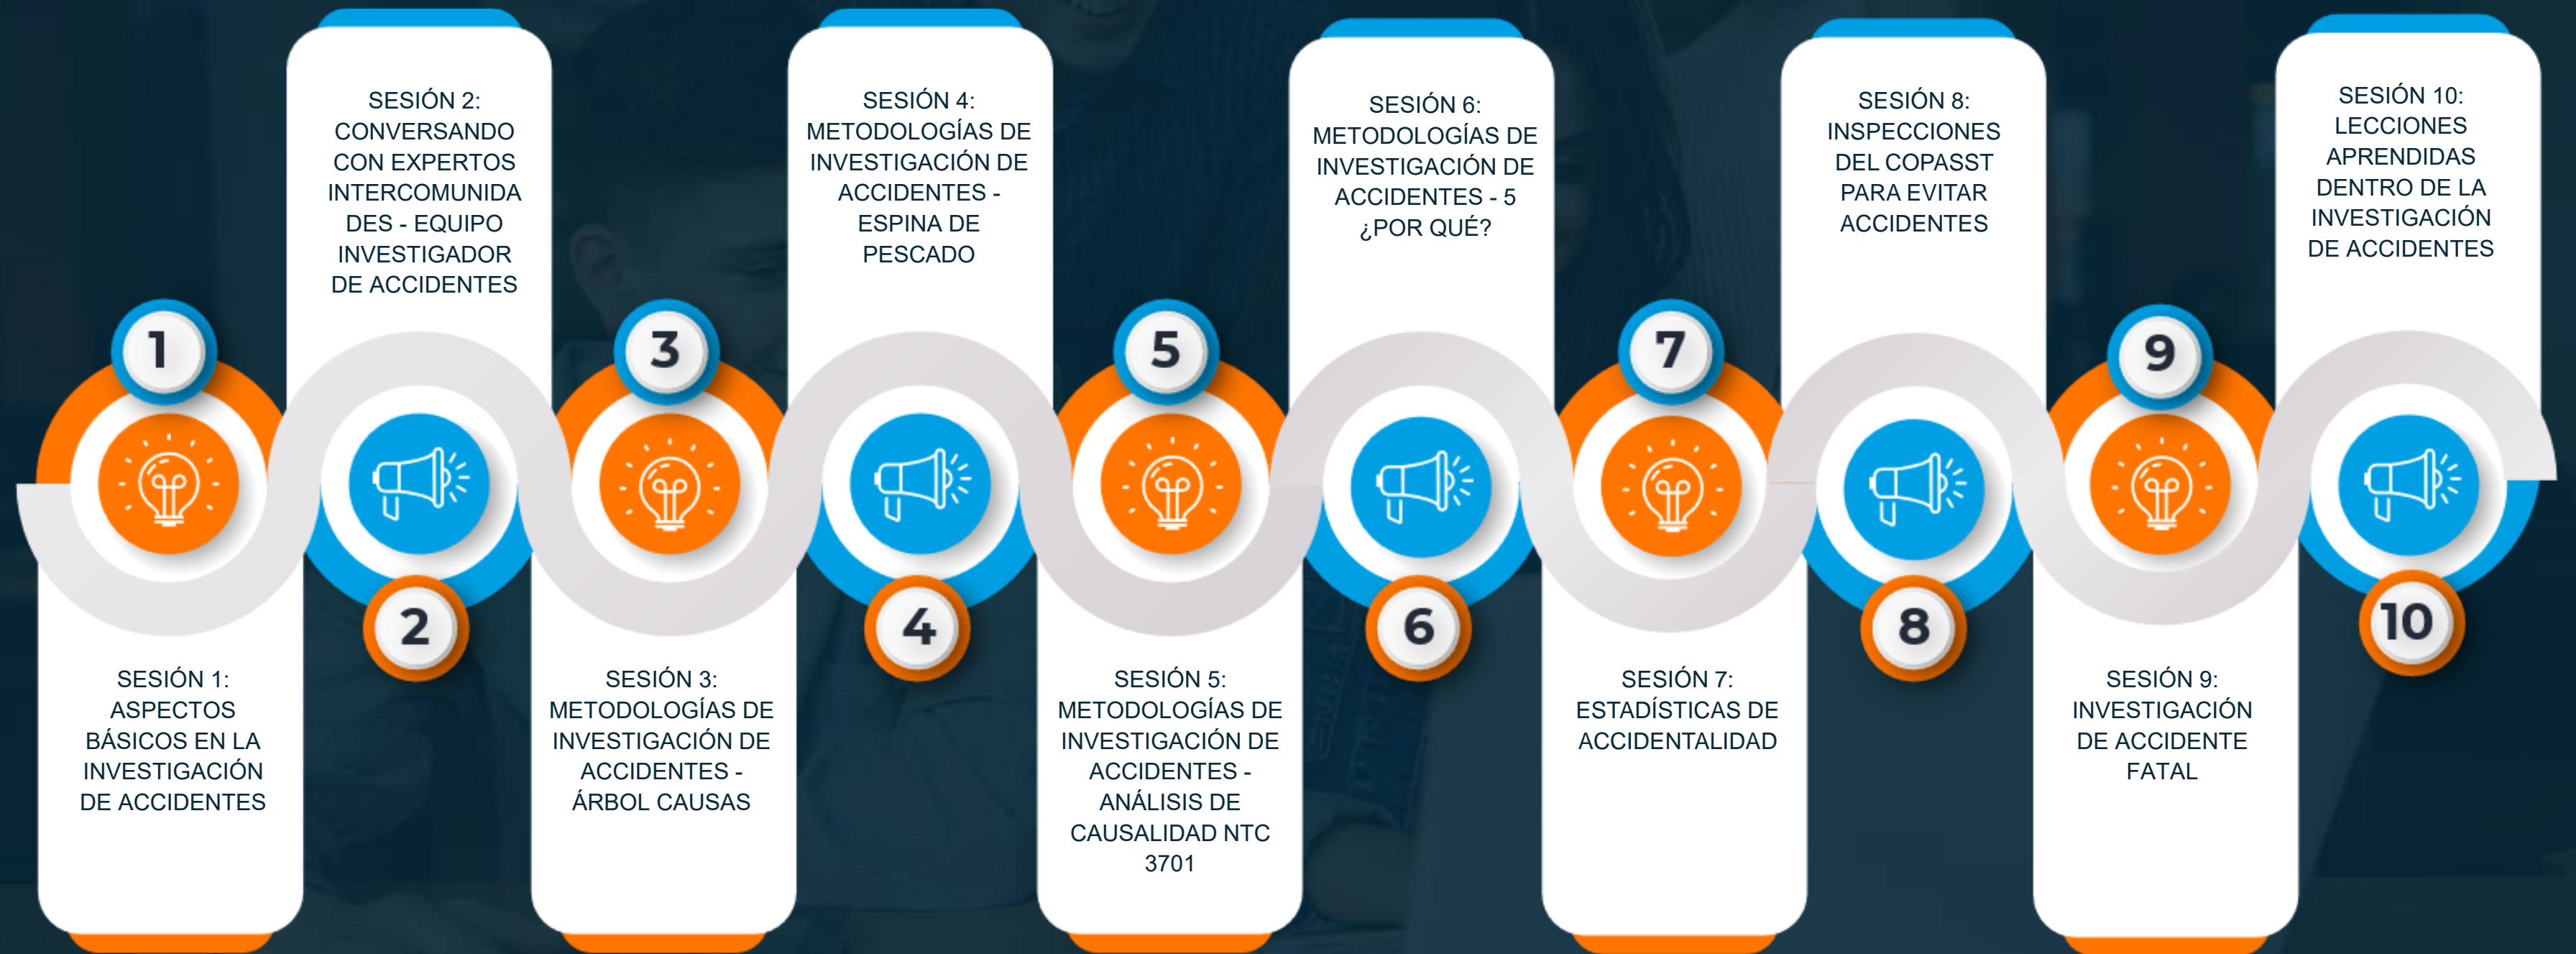 1
SESIÓN 1:
ASPECTOS
BÁSICOS EN LA
INVESTIGACIÓN
DE ACCIDENTES
SESIÓN 2:
CONVERSANDO
CON EXPERTOS
INTERCOMUNIDA
DES - EQUIPO
INVESTIGADOR
DE ACCIDENTES
2
3
SESIÓN 3:
METODOLOGÍAS DE
INVESTIGACIÓN DE
ACCIDENTES -
ÁRBOL CAUSAS
SESIÓN 4:
METODOLOGÍAS DE
INVESTIGACIÓN DE
ACCIDENTES -
ESPINA DE
PESCADO
4
5
SESIÓN 5:
METODOLOGÍAS DE
INVESTIGACIÓN DE
ACCIDENTES -
ANÁLISIS DE
CAUSALIDAD NTC
3701
SESIÓN 6:
METODOLOGÍAS DE
INVESTIGACIÓN DE
ACCIDENTES - 5
¿POR QUÉ?
6
7
SESIÓN 7:
ESTADÍSTICAS DE
ACCIDENTALIDAD
SESIÓN 8:
INSPECCIONES
DEL COPASST
PARA EVITAR
ACCIDENTES
8
9
SESIÓN 9:
INVESTIGACIÓN
DE ACCIDENTE
FATAL
SESIÓN 10:
LECCIONES
APRENDIDAS
DENTRO DE LA
INVESTIGACIÓN
DE ACCIDENTES
10